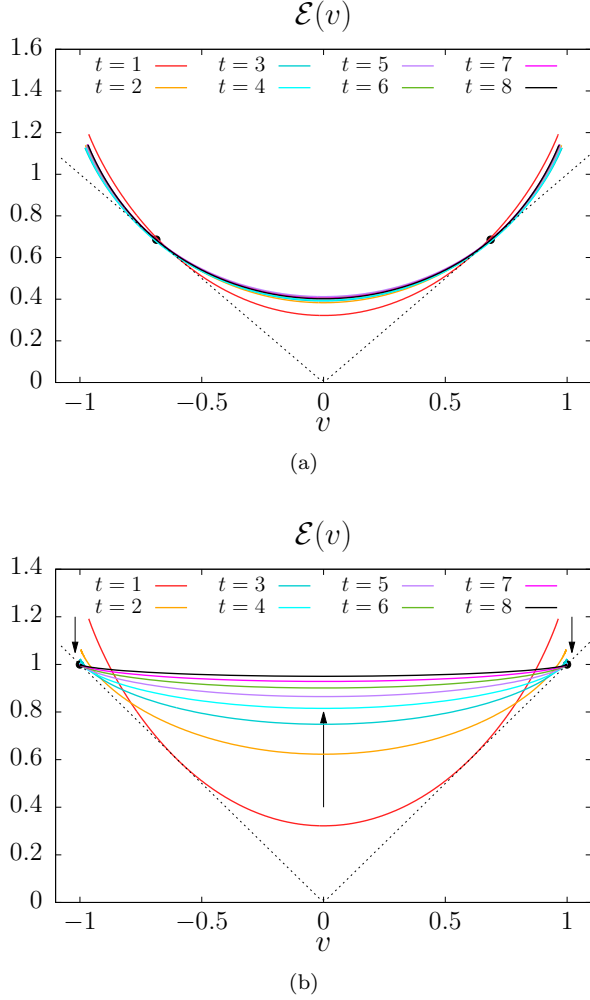 ℰ(v)
1.6
t = 1 t = 3 t = 5 t = 7
t = 2 t = 4 t = 6 t = 8
1.4
1.2
1
0.8
0.6
0.4
0.2
0
−1 −0.5 0 0.5 1
v
(a)
ℰ(v)
1.4
t = 1 t = 3 t = 5 t = 7
t = 2 t = 4 t = 6 t = 8
1.2
1
0.8
0.6
0.4
0.2
0
−1 −0.5 0 0.5 1
v
(b)